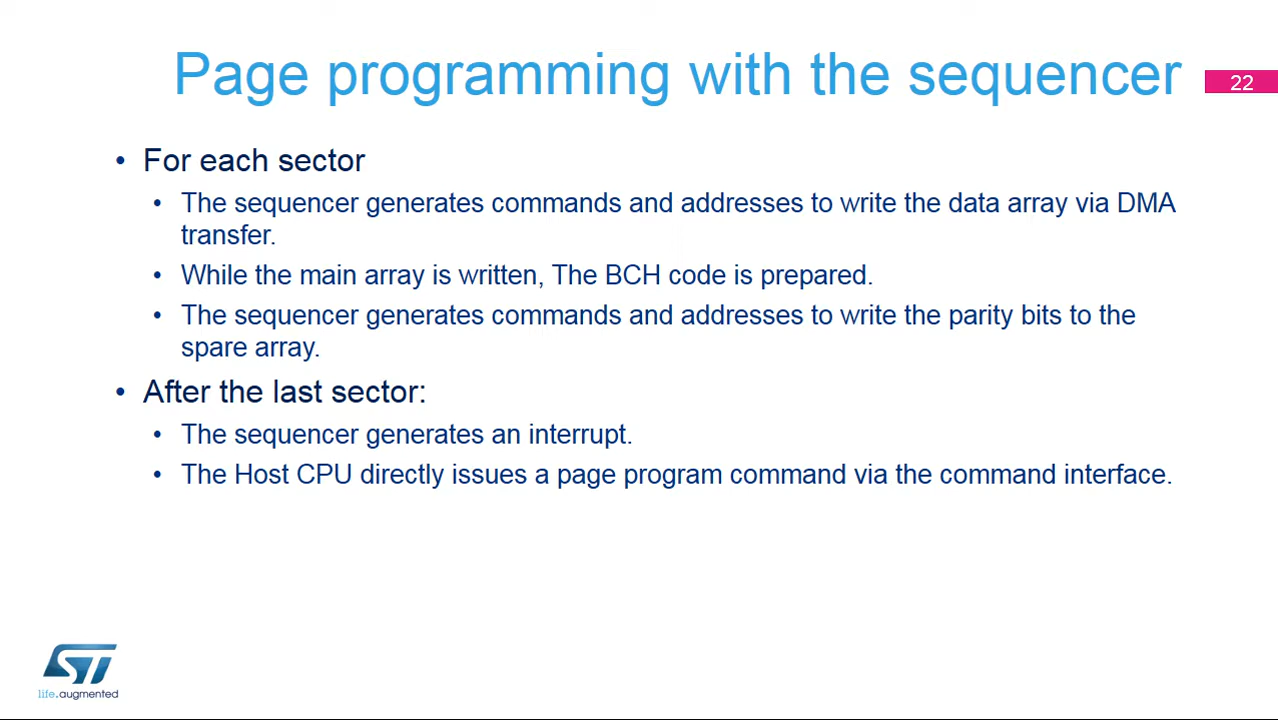 Page programming with the sequencer
22
• For each sector
• The sequencer generates commands and addresses to write the data array via DMA
transfer.
• While the main array is written, The BCH code is prepared.
• The sequencer generates commands and addresses to write the parity bits to the
spare array.
• After the last sector:
• The sequencer generates an interrupt.
• The Host CPU directly issues a page program command via the command interface.
ST
life.augmented